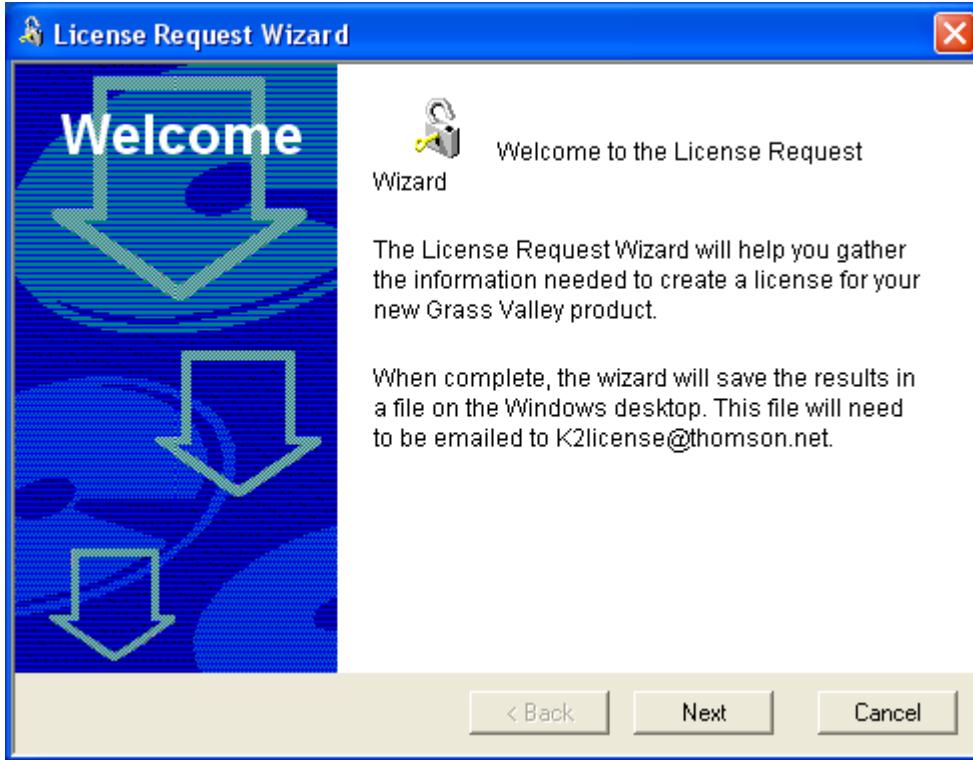 License Request Wizard
Welcome
Welcome to the License Request
Wizard
The License Request Wizard will help you gather
the information needed to create a license for your
new Grass Valley product.
When complete, the wizard will save the results in
a file on the Windows desktop. This file will need
to be emailed to K2license@thomson.net.
< Back
Next
Cancel